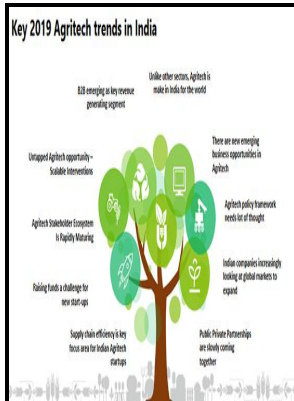 Key 2019 Agritech trends in India
Unlike other sectors, Agritech is
make in India for the world
B2B emerging as key revenue
generating segment
There are new emerging
business opportunities in
Agritech
Untapped Agritech opportunity –
Scalable Interventions
Agritech policy framework
needs lot of thought
Agritech Stakeholder Ecosystem
is Rapidly Maturing
Indian companies increasingly
looking at global markets to
expand
Raising funds a challenge for
new start-ups
Supply chain efficiency is key
focus area for Indian Agritech
startups
Public Private Partnerships
are slowly coming
together